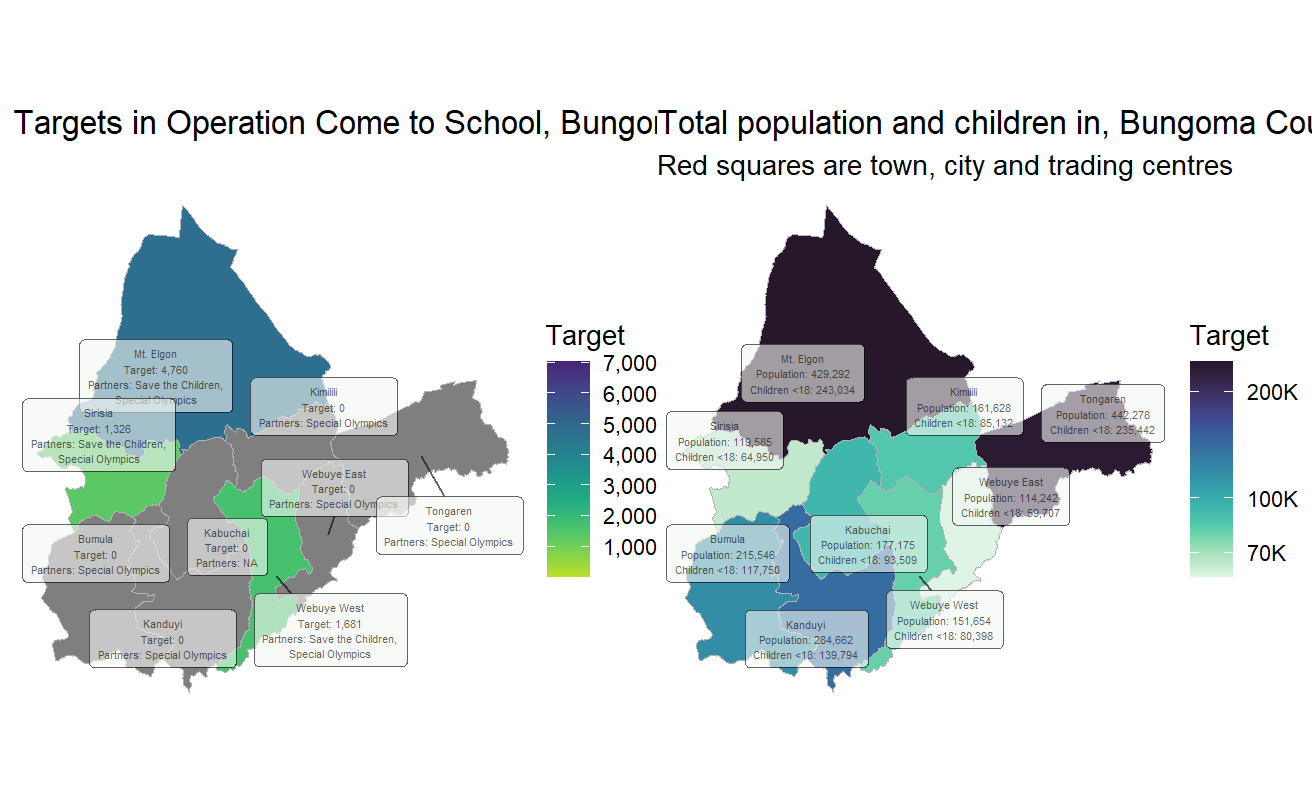 Targets in Operation Come to School, Bungo
Total population and children in, Bungoma Cou
Red squares are town, city and trading centres
Mt. Elgon
Target: 4,760
Partners: Save the Children,
Special Olympics
Sirisia
Target: 1,326
Partners: Save the Children,
Special Olympics
Kimilili
Target: 0
Partners: Special Olympics
Webuye East
Target: 0
Partners: Special Olympics
Tongaren
Target: 0
Partners: Special Olympics
Bumula
Target: 0
Partners: Special Olympics
Kabuchai
Target: 0
Partners: NA
Kanduyi
Target: 0
Partners: Special Olympics
Webuye West
Target: 1,681
Partners: Save the Children,
Special Olympics
Target
7,000
6,000
5,000
4,000
3,000
2,000
1,000
Mt. Elgon
Population: 429,292
Children <18: 243,034
Kimilili
Population: 161,628
Children <18: 85,132
Tongaren
Population: 442,278
Children <18: 235,442
Sirisia
Population: 119,585
Children <18: 64,950
Webuye East
Population: 114,242
Children <18: 59,707
Bumula
Population: 215,546
Children <18: 117,750
Kabuchai
Population: 177,175
Children <18: 93,509
Kanduyi
Population: 284,662
Children <18: 139,794
Webuye West
Population: 151,654
Children <18: 80,398
Target
200K
100K
70K